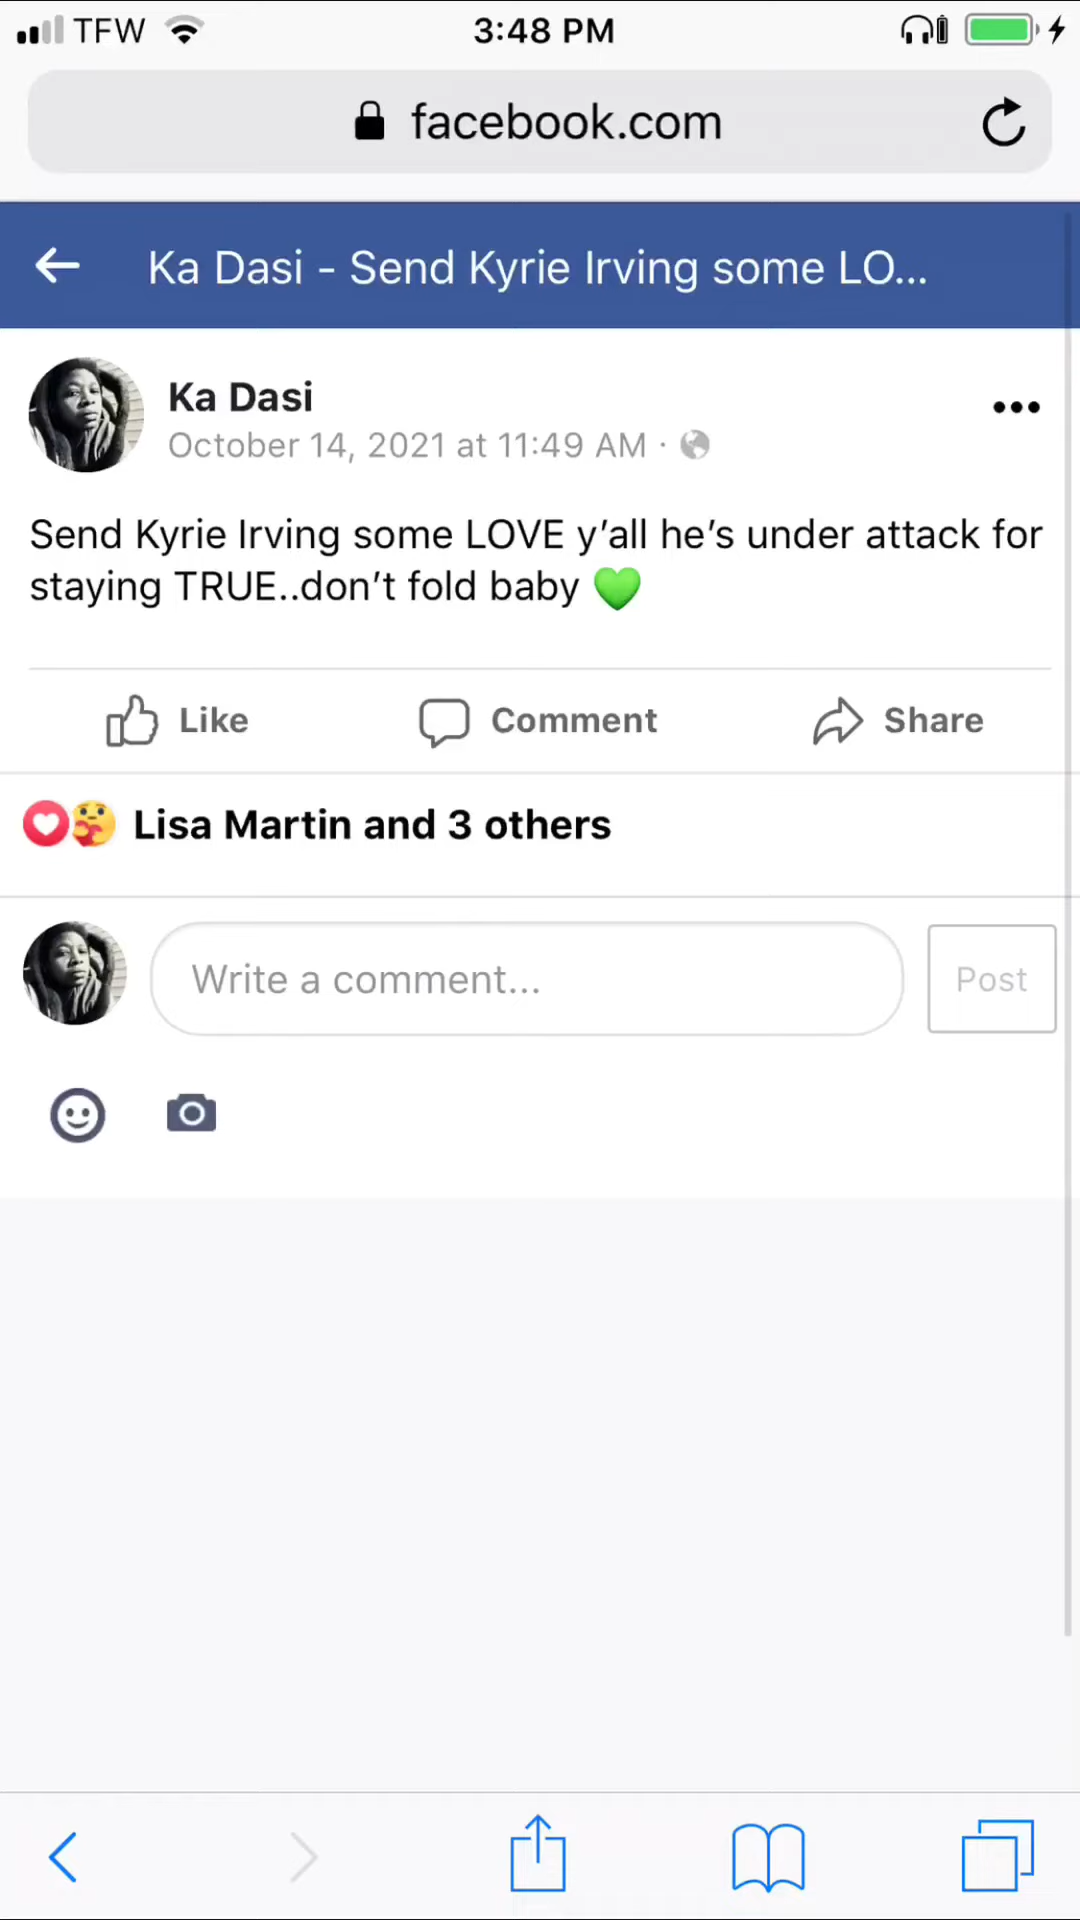 TFW 3:48 PM
facebook.com
Ka Dasi - Send Kyrie Irving some LO...
Ka Dasi
October 14, 2021 at 11:49 AM ·
Send Kyrie Irving some LOVE y’all he’s under attack for
staying TRUE..don’t fold baby 💚
Like Comment Share
Lisa Martin and 3 others
Write a comment... Post